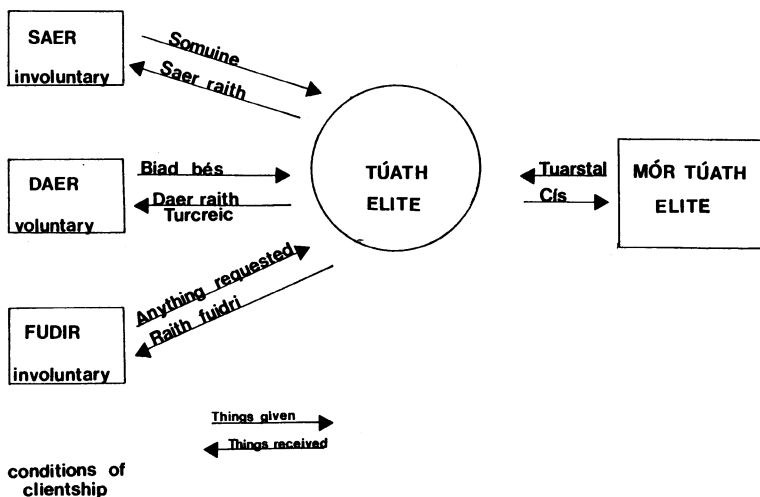 SAER
involuntary
Somuine
Saer raith
DAER
voluntary
Biad bés
Daer raith
Turcreic
FUDIR
involuntary
Anything requested
Raith fuidri
TÚATH
ELITE
Tuarstal
Cís
MÓR TÚATH
ELITE
Things given
Things received
conditions of
clientship